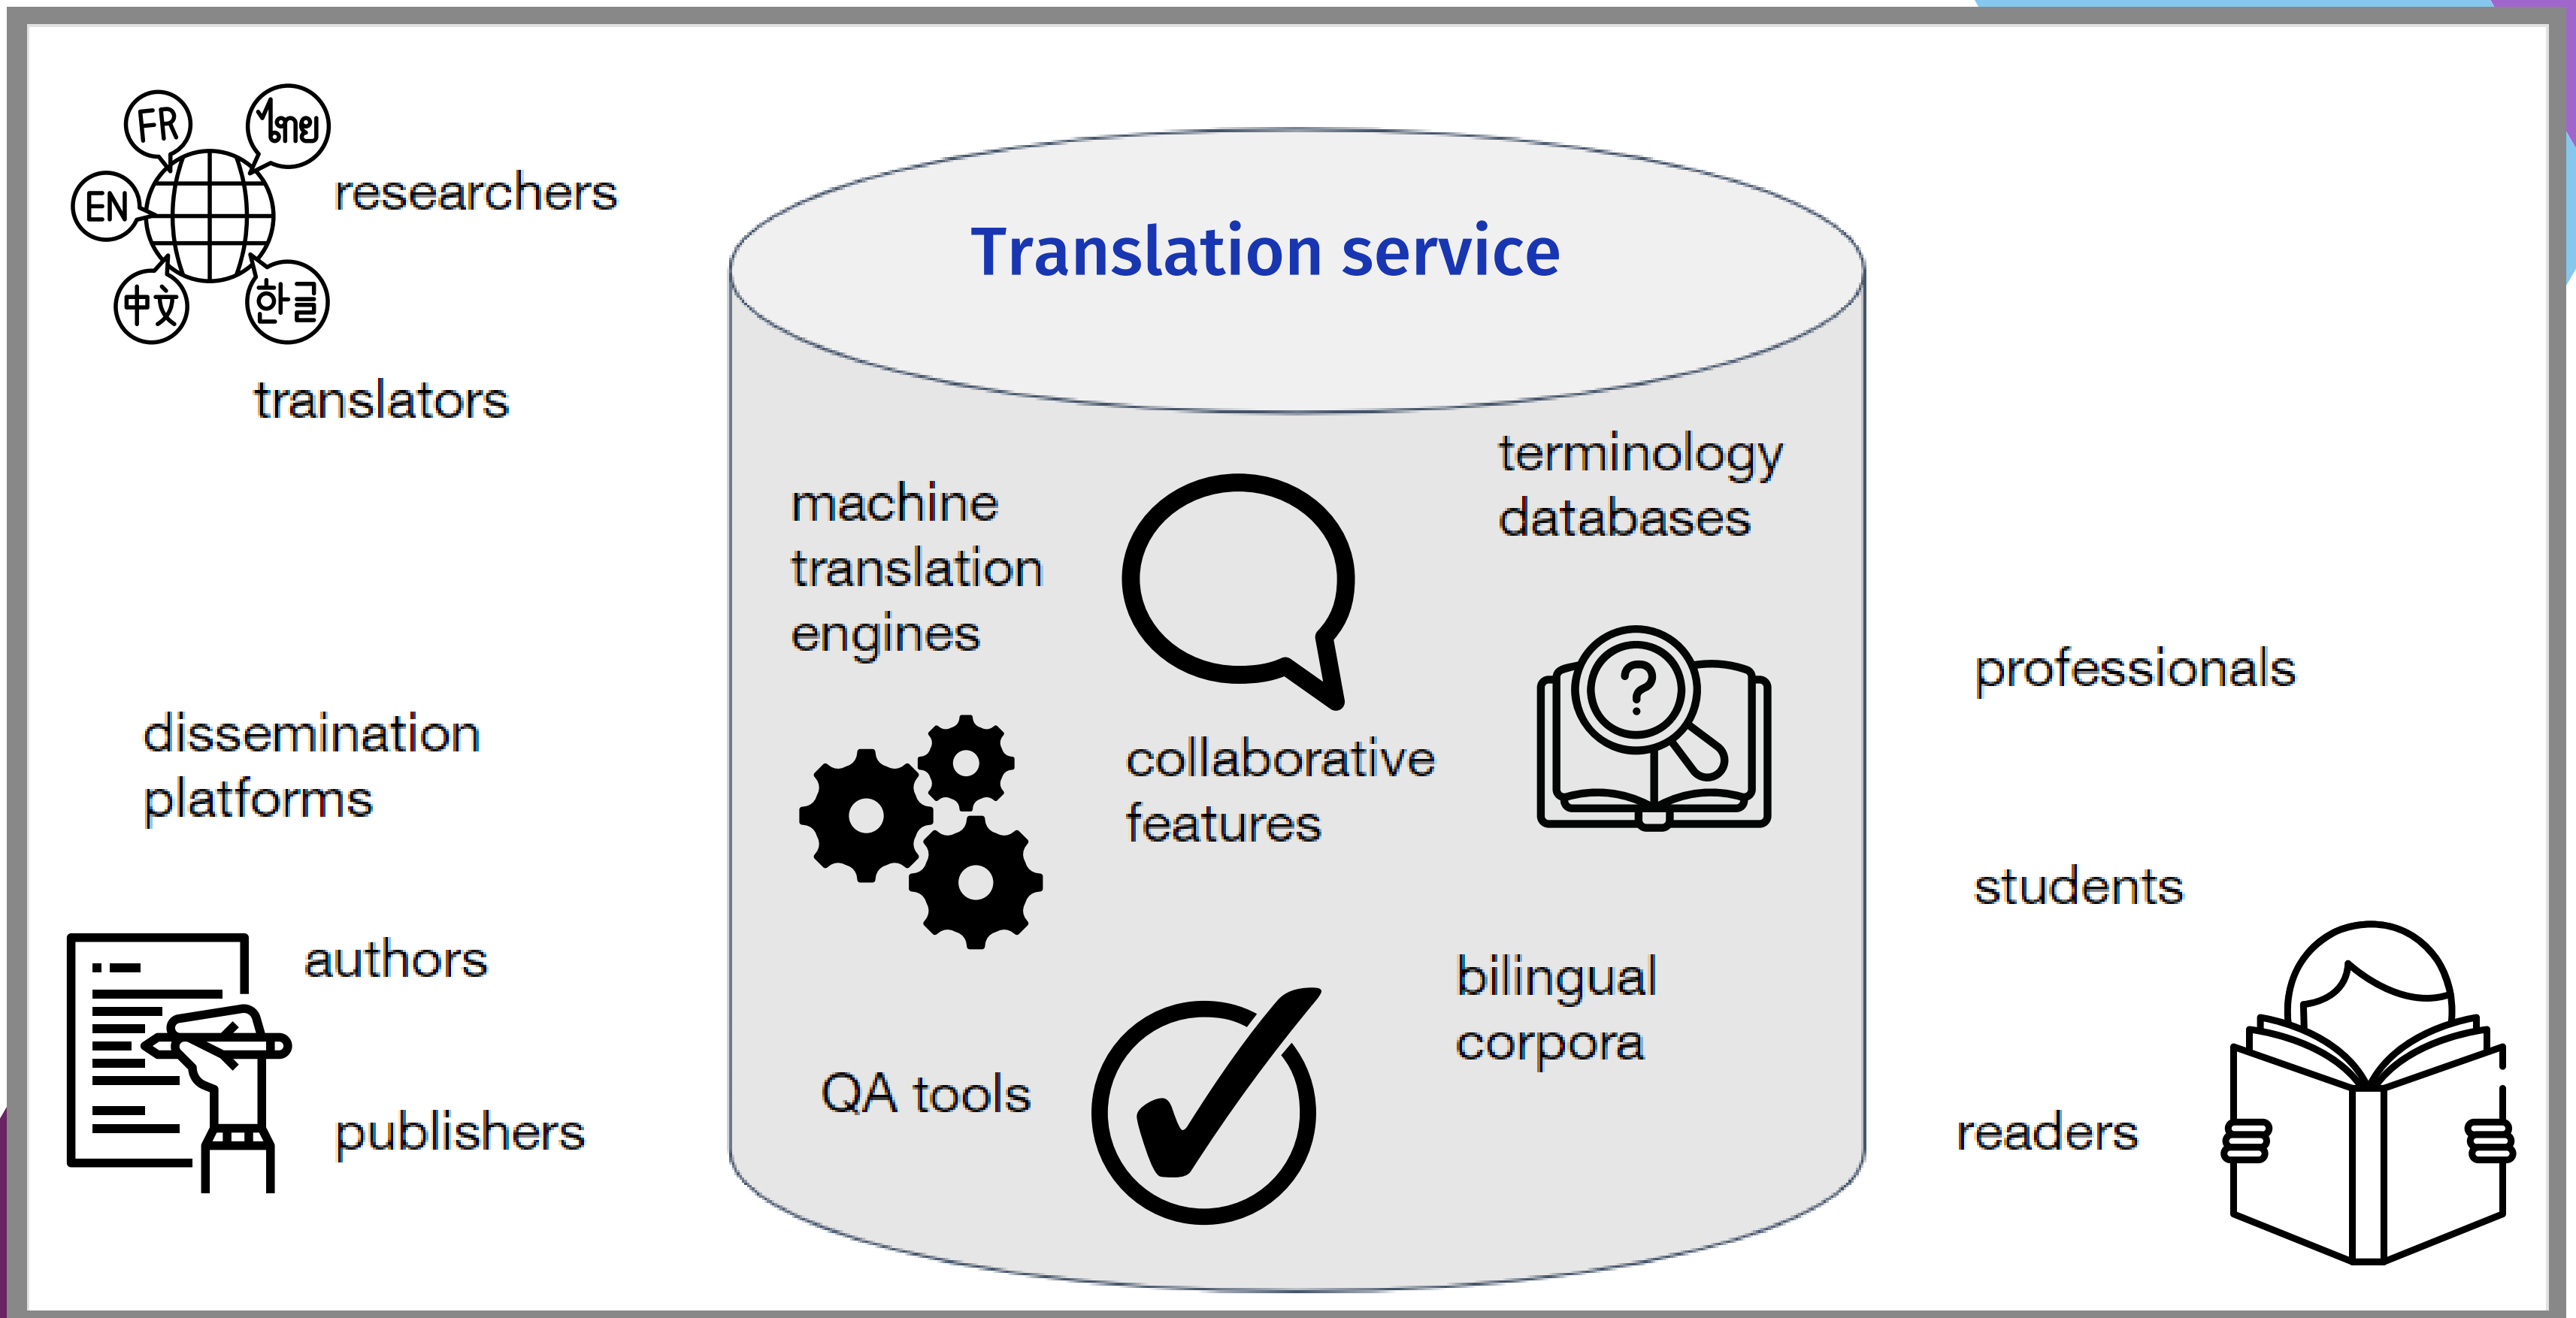 FR
ไทย
EN
中文
한글
researchers
translators
dissemination
platforms
authors
publishers
Translation service
machine
translation
engines
terminology
databases
?
collaborative
features
bilingual
corpora
QA tools
professionals
students
readers